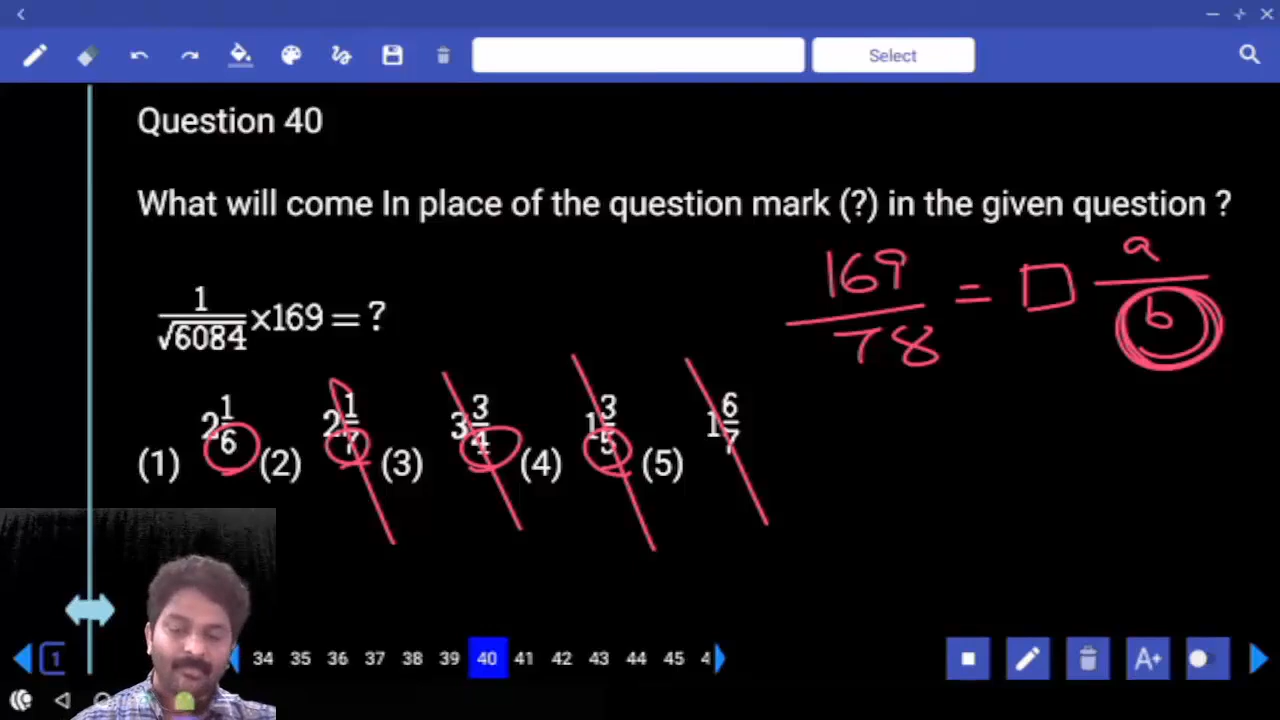 Select
Question 40
What will come In place of the question mark (?) in the given question ?
1/√6084 ×169 = ?
169/78 = □ a/b
(1) 2 1/6 (2) 2 1/7 (3) 3 3/4 (4) 1 3/5 (5) 1 6/7
1 34 35 36 37 38 39 40 41 42 43 44 45 4
A+